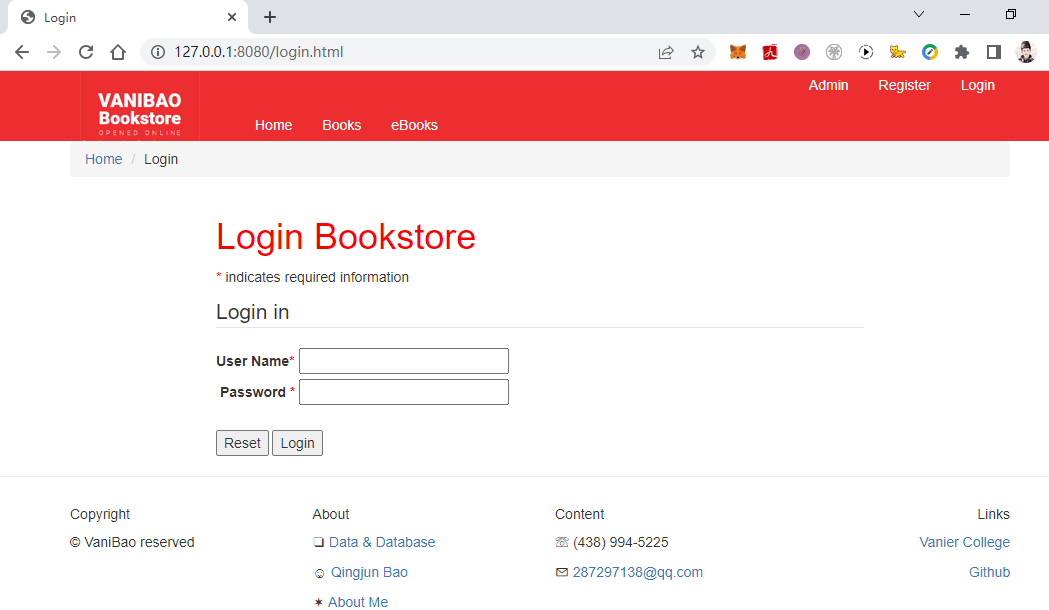 Login
127.0.0.1:8080/login.html
VANIBAO
Bookstore
OPENED ONLINE
Admin Register Login
Home Books eBooks
Home / Login
Login Bookstore
* indicates required information
Login in
User Name*
Password *
Reset Login
Copyright About Content Links
© VaniBao reserved Data & Database (438) 994-5225 Vanier College
Qingjun Bao 287297138@qq.com Github
About Me